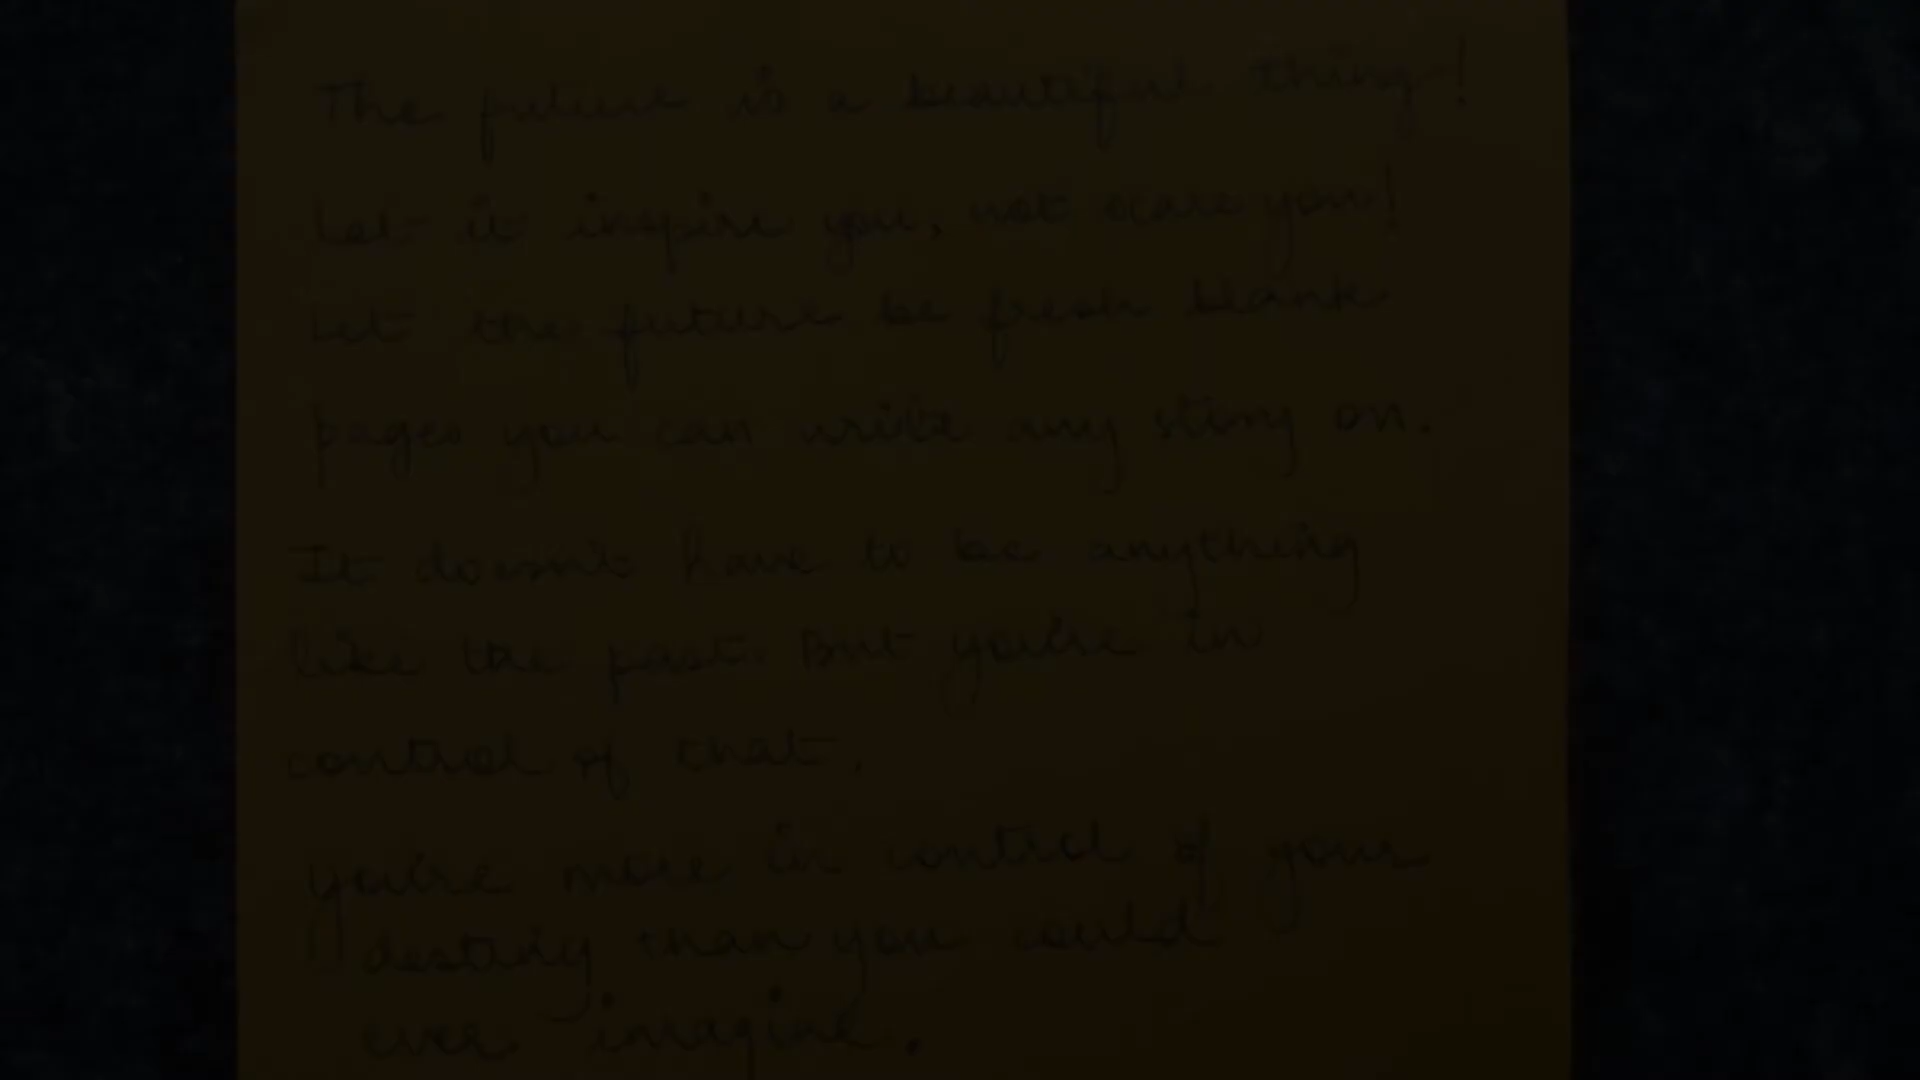 The future is a beautiful thing!
Let it inspire you, not scare you!
Let the future be fresh blank
pages you can write any story on.
It doesn't have to be anything
like the past. But you're in
control of that.
you're more in control of your
destiny than you could
ever imagine.